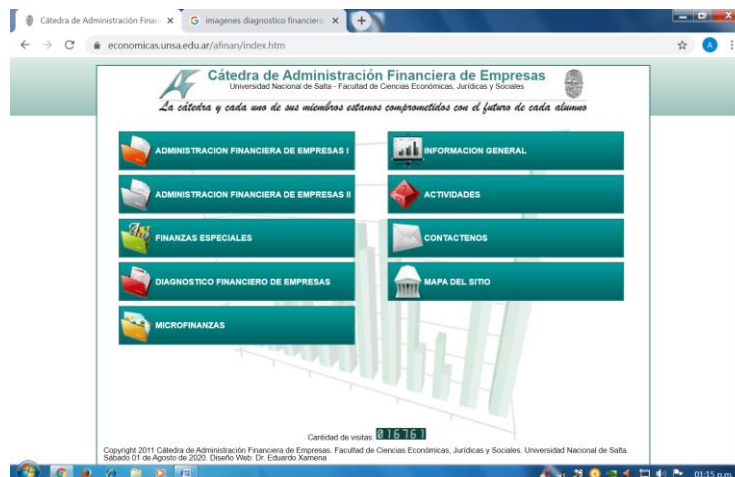 Cátedra de Administración Finan
imagenes diagnostico financiero
economicas.unsa.edu.ar/afinan/index.htm
A
AF
Cátedra de Administración Financiera de Empresas
Universidad Nacional de Salta - Facultad de Ciencias Económicas, Jurídicas y Sociales
La cátedra y cada uno de sus miembros estamos comprometidos con el futuro de cada alumno
ADMINISTRACION FINANCIERA DE EMPRESAS I
INFORMACION GENERAL
ADMINISTRACION FINANCIERA DE EMPRESAS II
ACTIVIDADES
FINANZAS ESPECIALES
CONTACTENOS
DIAGNOSTICO FINANCIERO DE EMPRESAS
MAPA DEL SITIO
MICROFINANZAS
Cantidad de visitas: 016761
Copyright 2011 Cátedra de Administración Financiera de Empresas. Facultad de Ciencias Económicas, Jurídicas y Sociales. Universidad Nacional de Salta.
Sábado 01 de Agosto de 2020. Diseño Web: Dr. Eduardo Xamena
01:15 p.m.